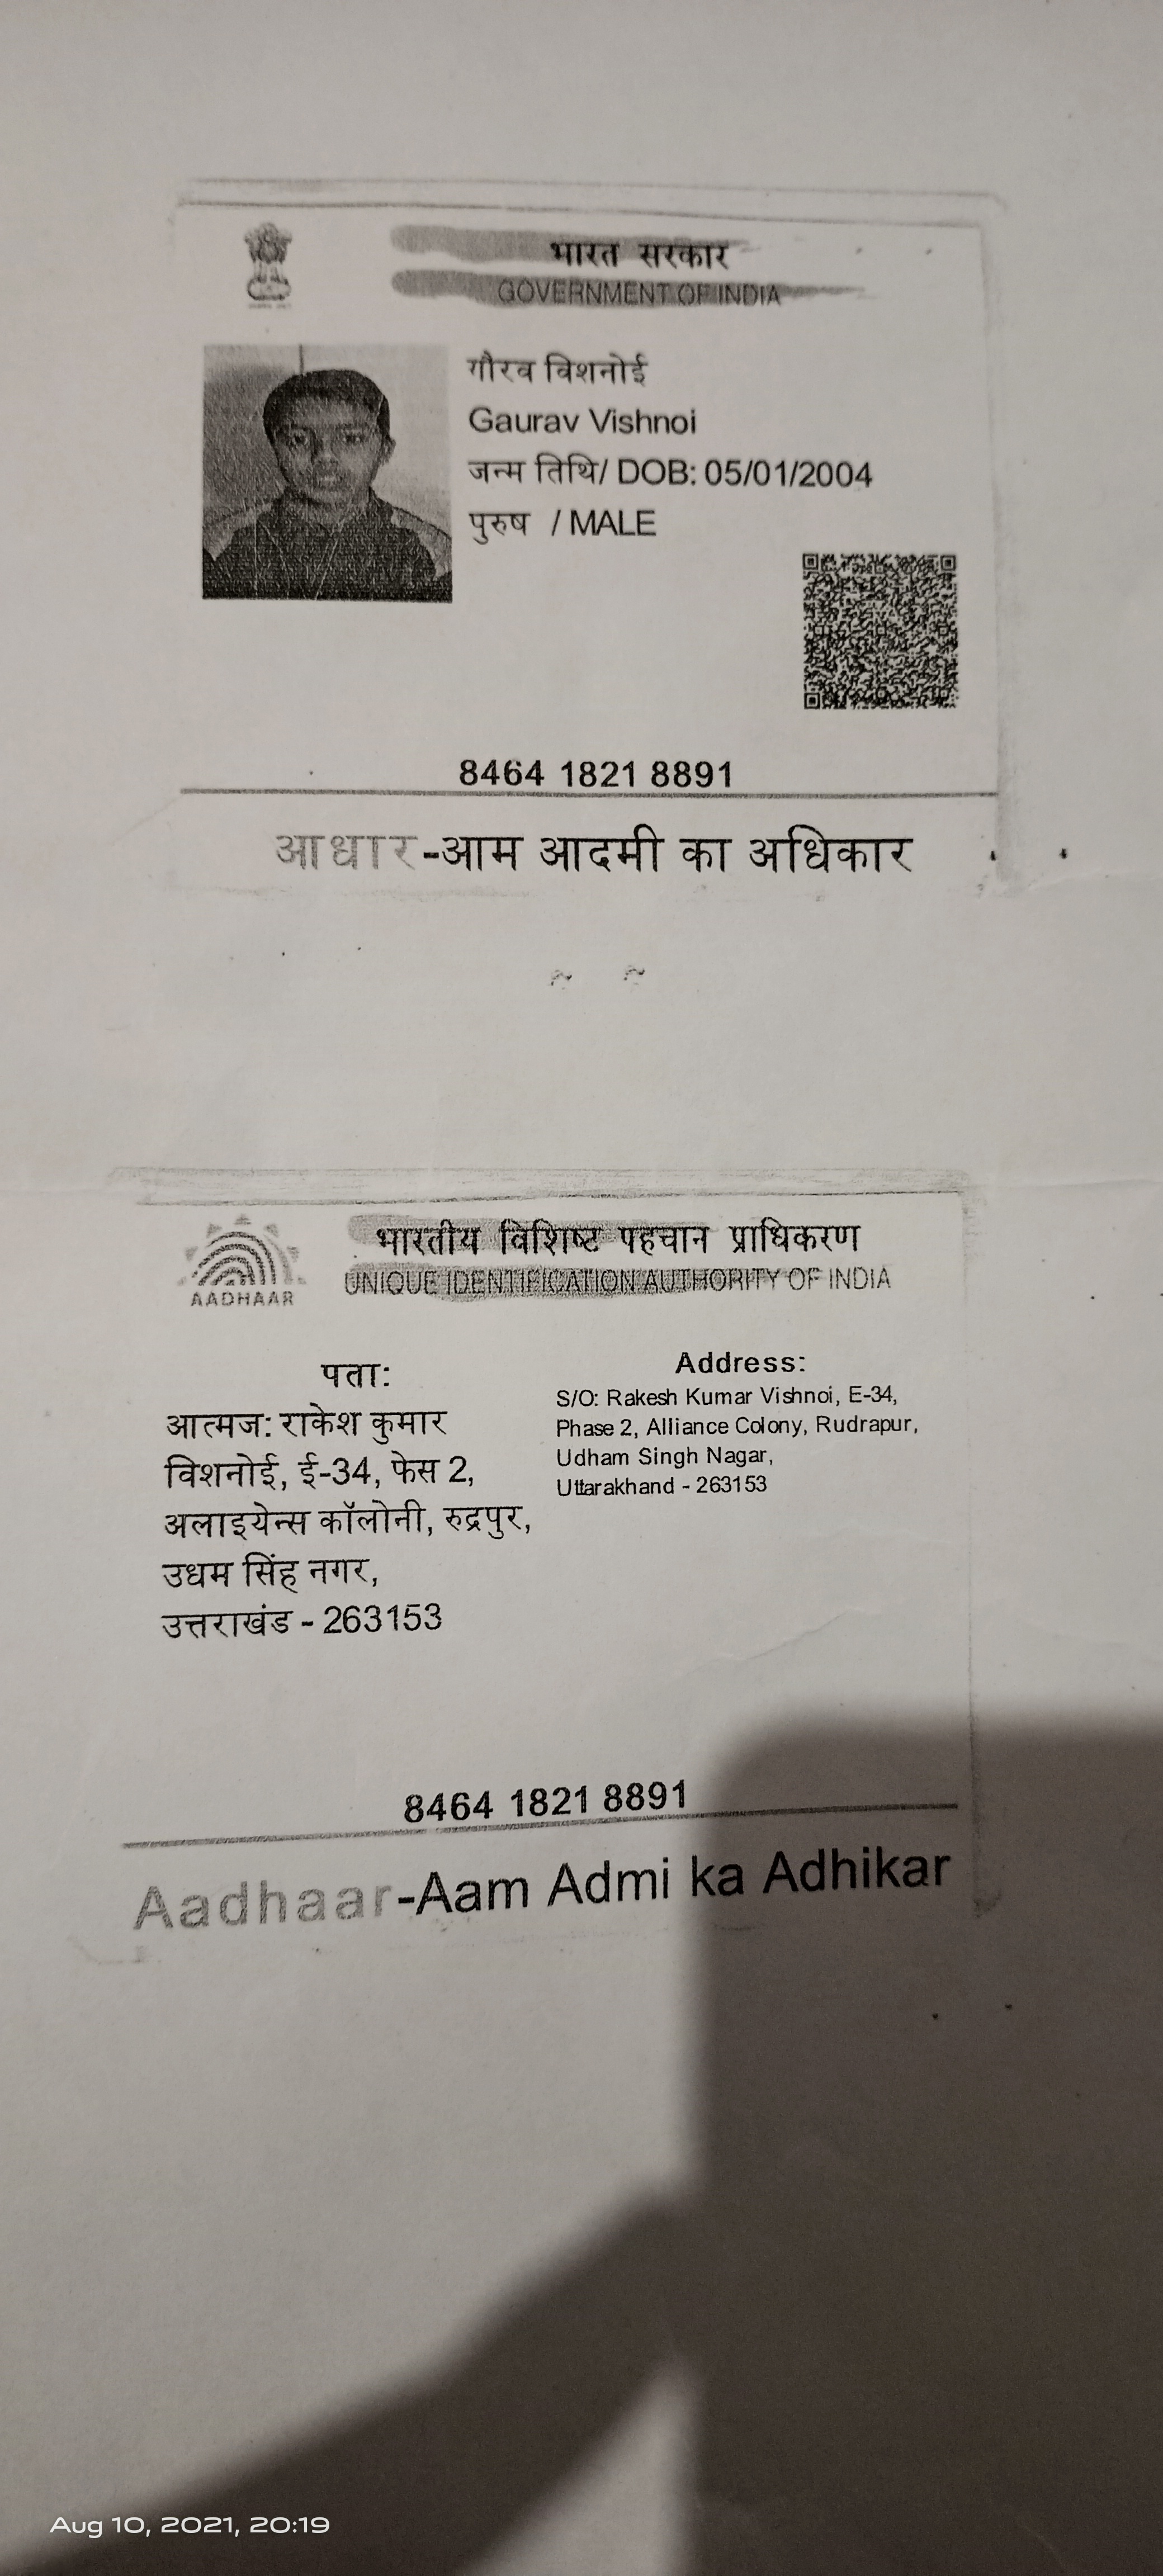 भारत सरकार
GOVERNMENT OF INDIA
गौरव विशनोई
Gaurav Vishnoi
जन्म तिथि/ DOB: 05/01/2004
पुरुष / MALE
8464 1821 8891
आधार-आम आदमी का अधिकार
भारतीय विशिष्ट पहचान प्राधिकरण
UNIQUE IDENTIFICATION AUTHORITY OF INDIA
AADHAAR
पता:
आत्मज: राकेश कुमार
विशनोई, ई-34, फेस 2,
अलाइयेन्स कॉलोनी, रुद्रपुर,
उधम सिंह नगर,
उत्तराखंड - 263153
Address:
S/O: Rakesh Kumar Vishnoi, E-34,
Phase 2, Alliance Colony, Rudrapur,
Udham Singh Nagar,
Uttarakhand - 263153
8464 1821 8891
Aadhaar-Aam Admi ka Adhikar
Aug 10, 2021, 20:19